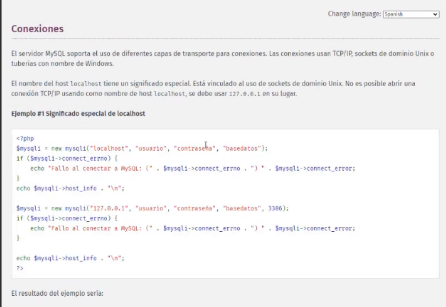 Change language: Spanish
Conexiones
El servidor MySQL soporta el uso de diferentes capas de transporte para conexiones. Las conexiones usan TCP/IP, sockets de dominio Unix o
tuberías con nombre de Windows.
El nombre del host localhost tiene un significado especial. Está vinculado al uso de sockets de dominio Unix. No es posible abrir una
conexión TCP/IP usando como nombre de host localhost, se debe usar 127.0.0.1 en su lugar.
Ejemplo #1 Significado especial de localhost
<?php
$mysqli = new mysqli("localhost", "usuario", "contraseña", "basedatos");
if ($mysqli->connect_errno) {
echo "Fallo al conectar a MySQL: (" . $mysqli->connect_errno . ") " . $mysqli->connect_error;
}
echo $mysqli->host_info . "\n";
$mysqli = new mysqli("127.0.0.1", "usuario", "contraseña", "basedatos", 3306);
if ($mysqli->connect_errno) {
echo "Fallo al conectar a MySQL: (" . $mysqli->connect_errno . ") " . $mysqli->connect_error;
}
echo $mysqli->host_info . "\n";
?>
El resultado del ejemplo sería: